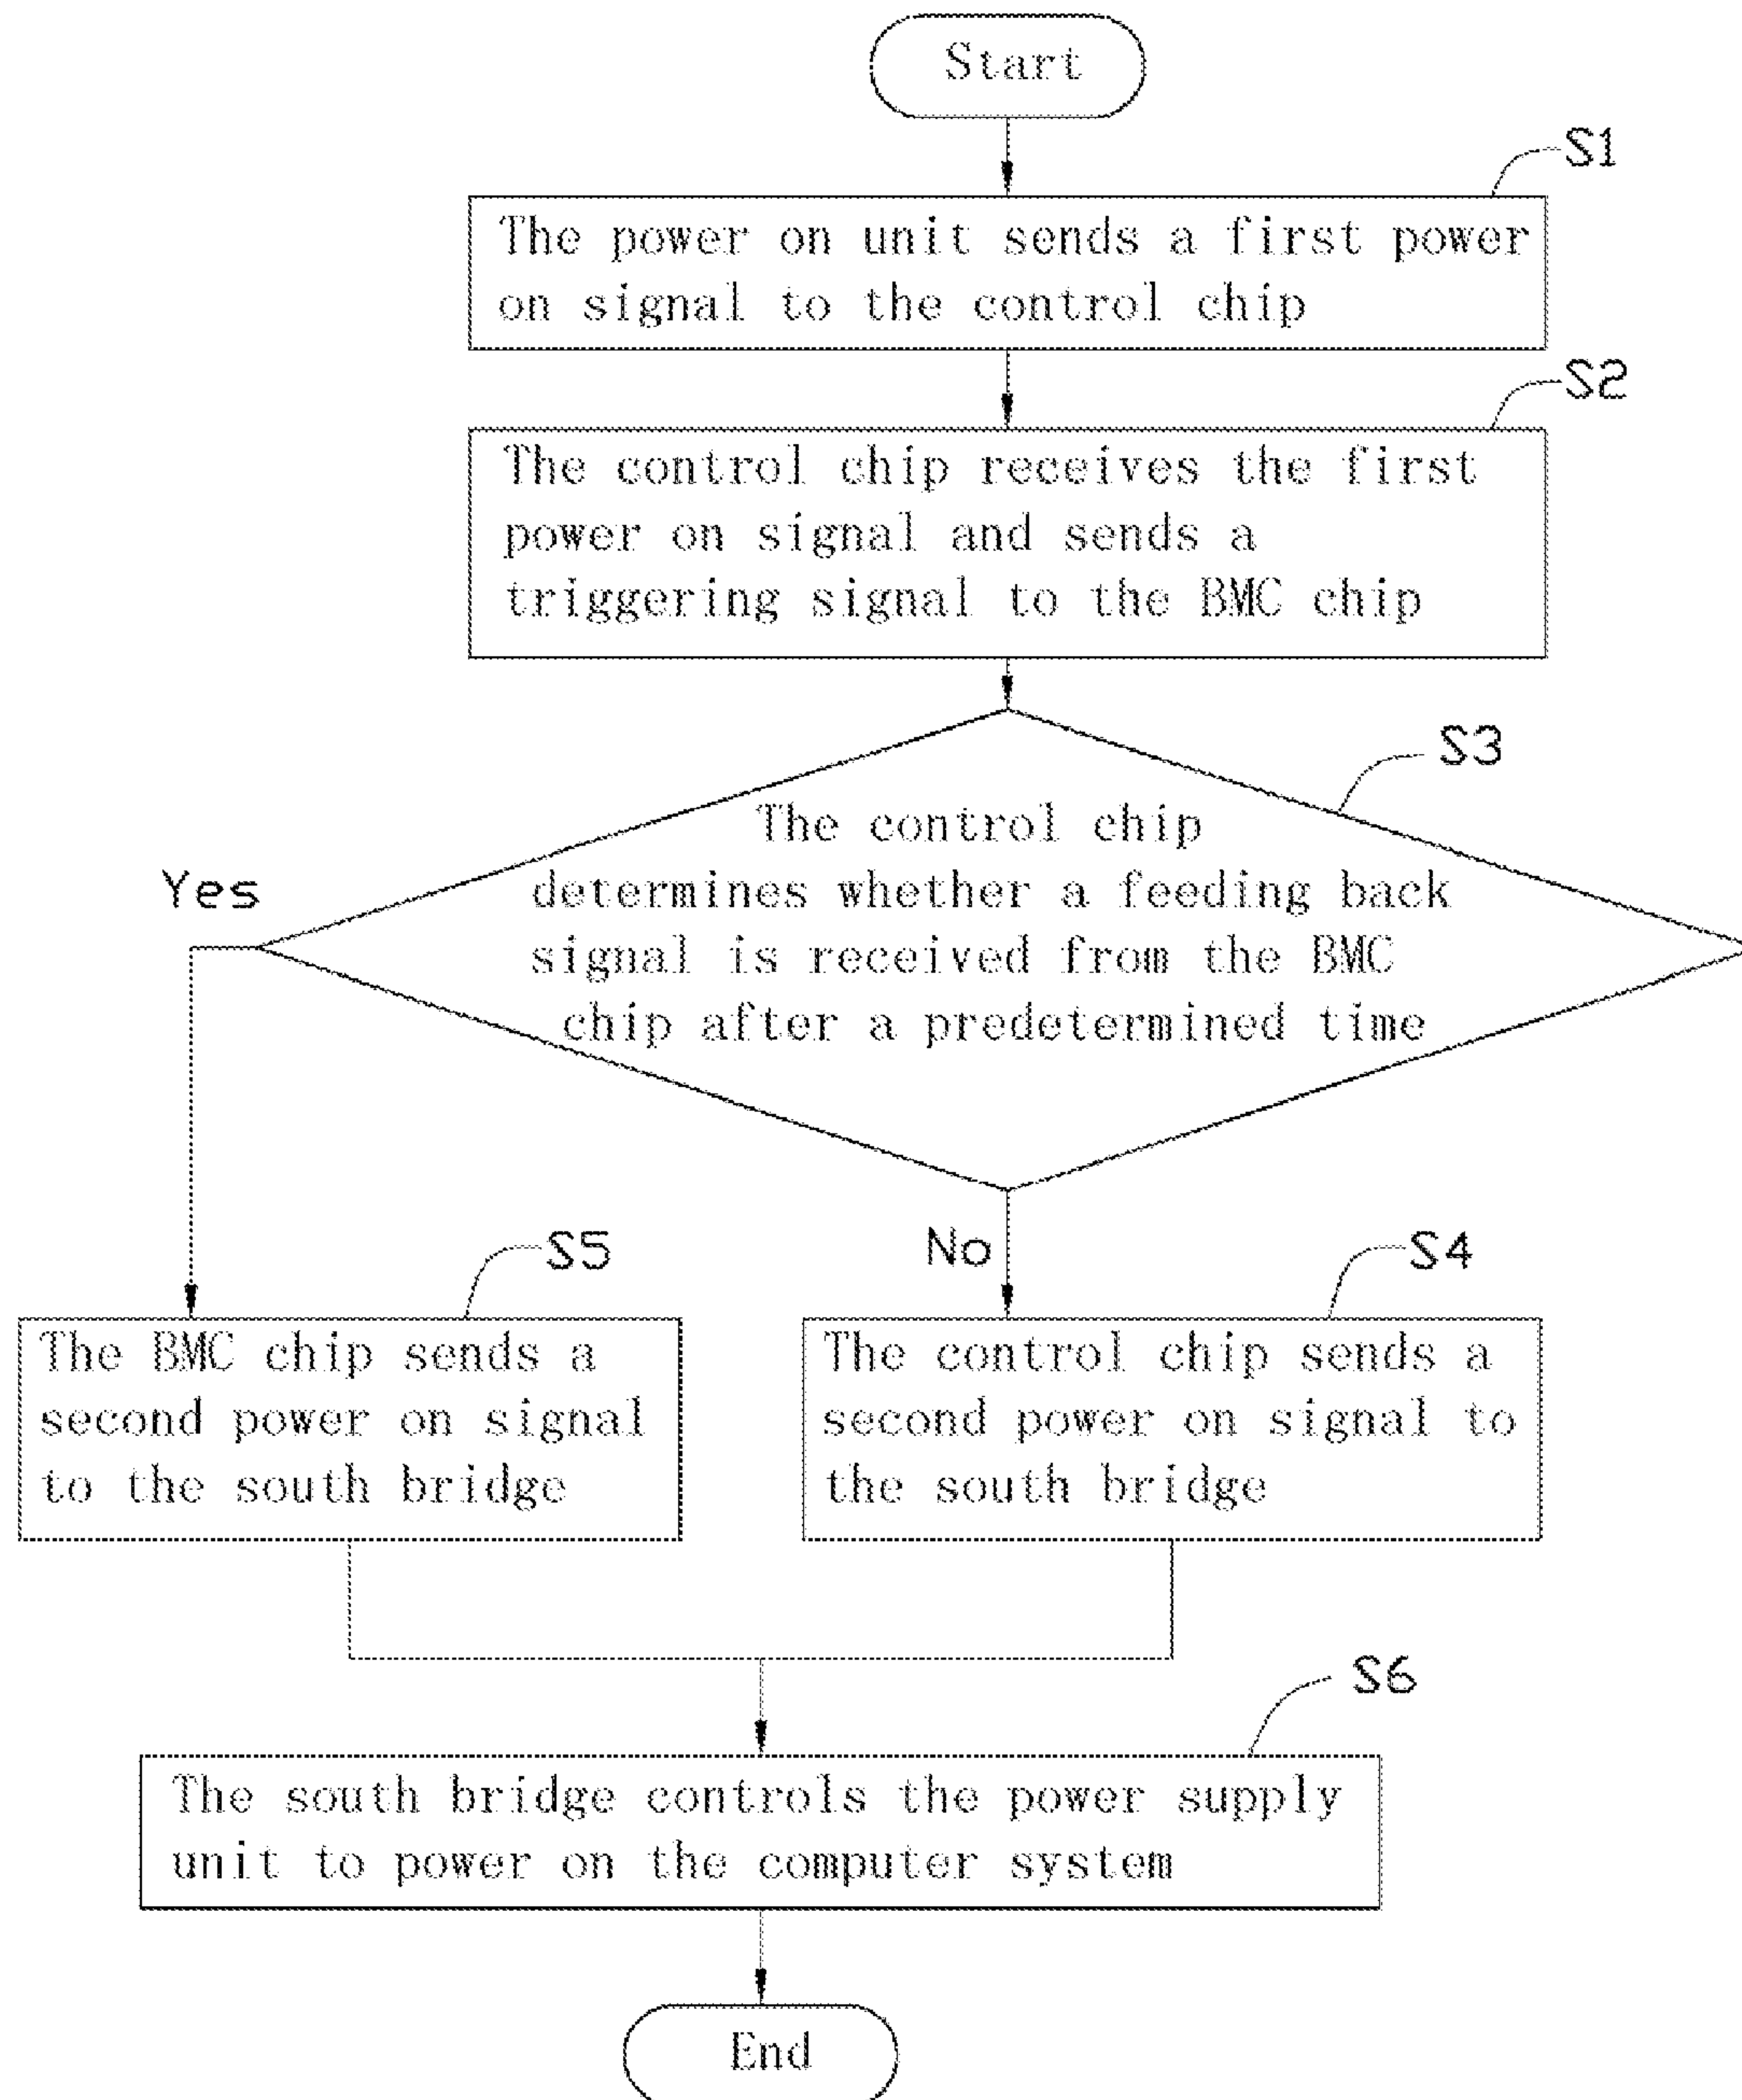 Start
S1
The power on unit sends a first power
on signal to the control chip
S2
The control chip receives the first
power on signal and sends a
triggering signal to the BMC chip
S3
The control chip
determines whether a feeding back
signal is received from the BMC
chip after a predetermined time
Yes
No
S5
The BMC chip sends a
second power on signal
to the south bridge
S4
The control chip sends a
second power on signal to
the south bridge
S6
The south bridge controls the power supply
unit to power on the computer system
End